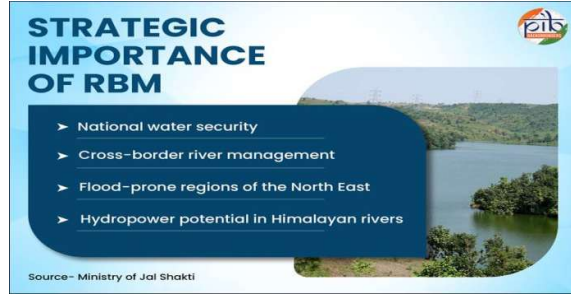 STRATEGIC
IMPORTANCE
OF RBM
pib
➤ National water security
➤ Cross-border river management
➤ Flood-prone regions of the North East
➤ Hydropower potential in Himalayan rivers
Source- Ministry of Jal Shakti